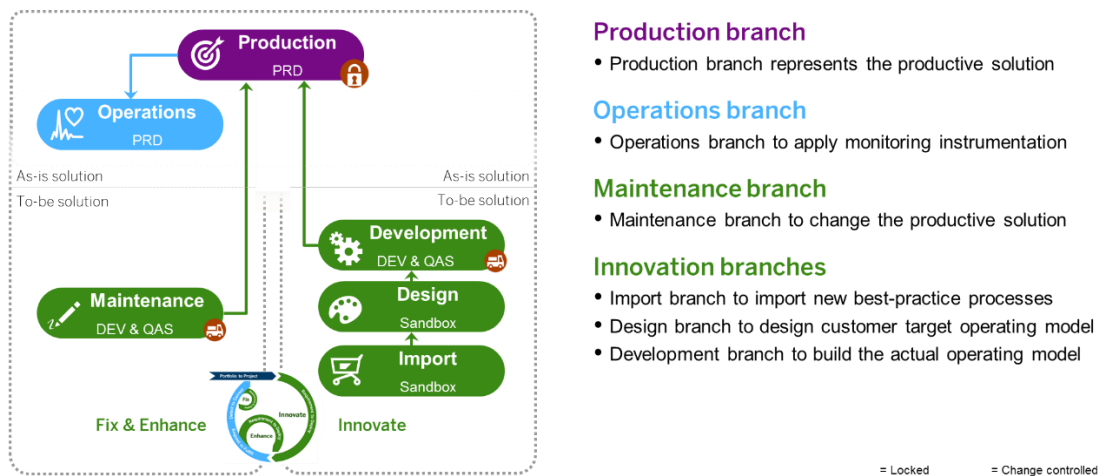 Production
PRD
Operations
PRD
As-is solution
As-is solution
To-be solution
To-be solution
Development
DEV & QAS
Maintenance
DEV & QAS
Design
Sandbox
Import
Sandbox
Portfolio to Project
Fix
Innovate
Enhance
Fix & Enhance
Innovate
Production branch
• Production branch represents the productive solution
Operations branch
• Operations branch to apply monitoring instrumentation
Maintenance branch
• Maintenance branch to change the productive solution
Innovation branches
• Import branch to import new best-practice processes
• Design branch to design customer target operating model
• Development branch to build the actual operating model
= Locked
= Change controlled